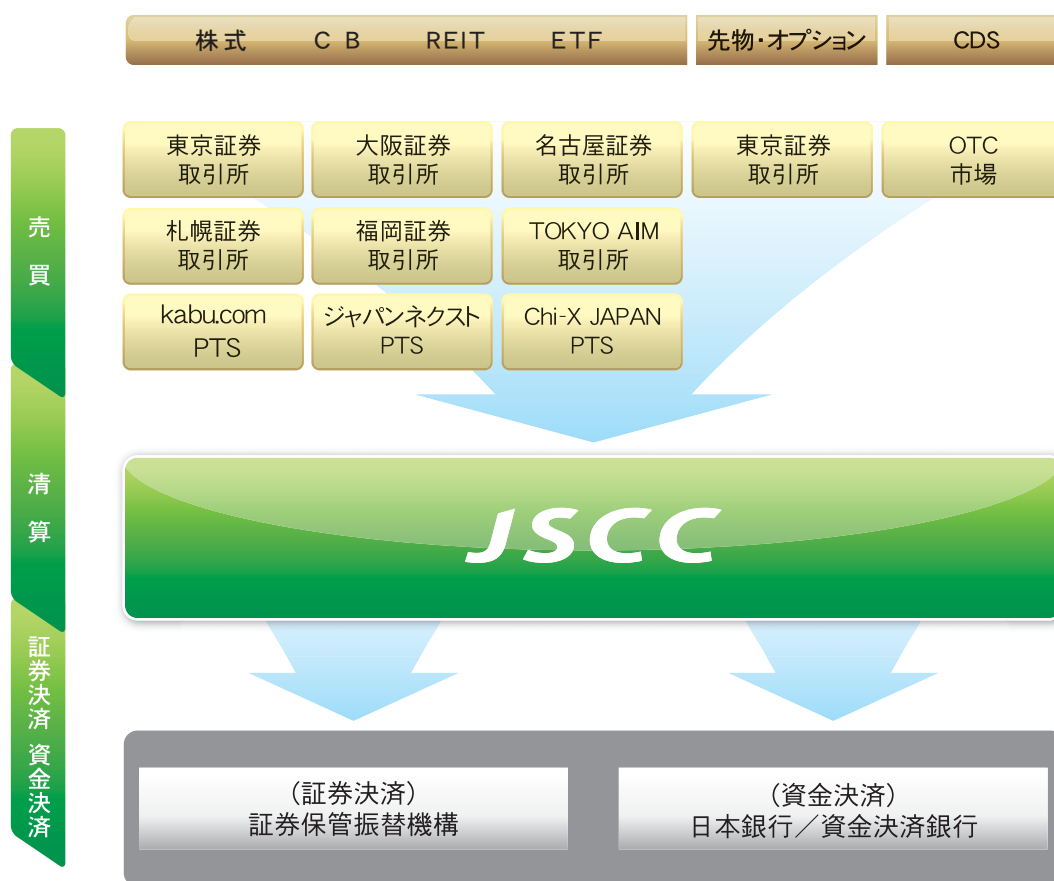 株式 CB REIT ETF 先物・オプション CDS
売買
東京証券
取引所
大阪証券
取引所
名古屋証券
取引所
東京証券
取引所
OTC
市場
札幌証券
取引所
福岡証券
取引所
TOKYO AIM
取引所
kabu.com
PTS
ジャパンネクスト
PTS
Chi-X JAPAN
PTS
清算
JSCC
証券決済 資金決済
(証券決済)
証券保管振替機構
(資金決済)
日本銀行/資金決済銀行